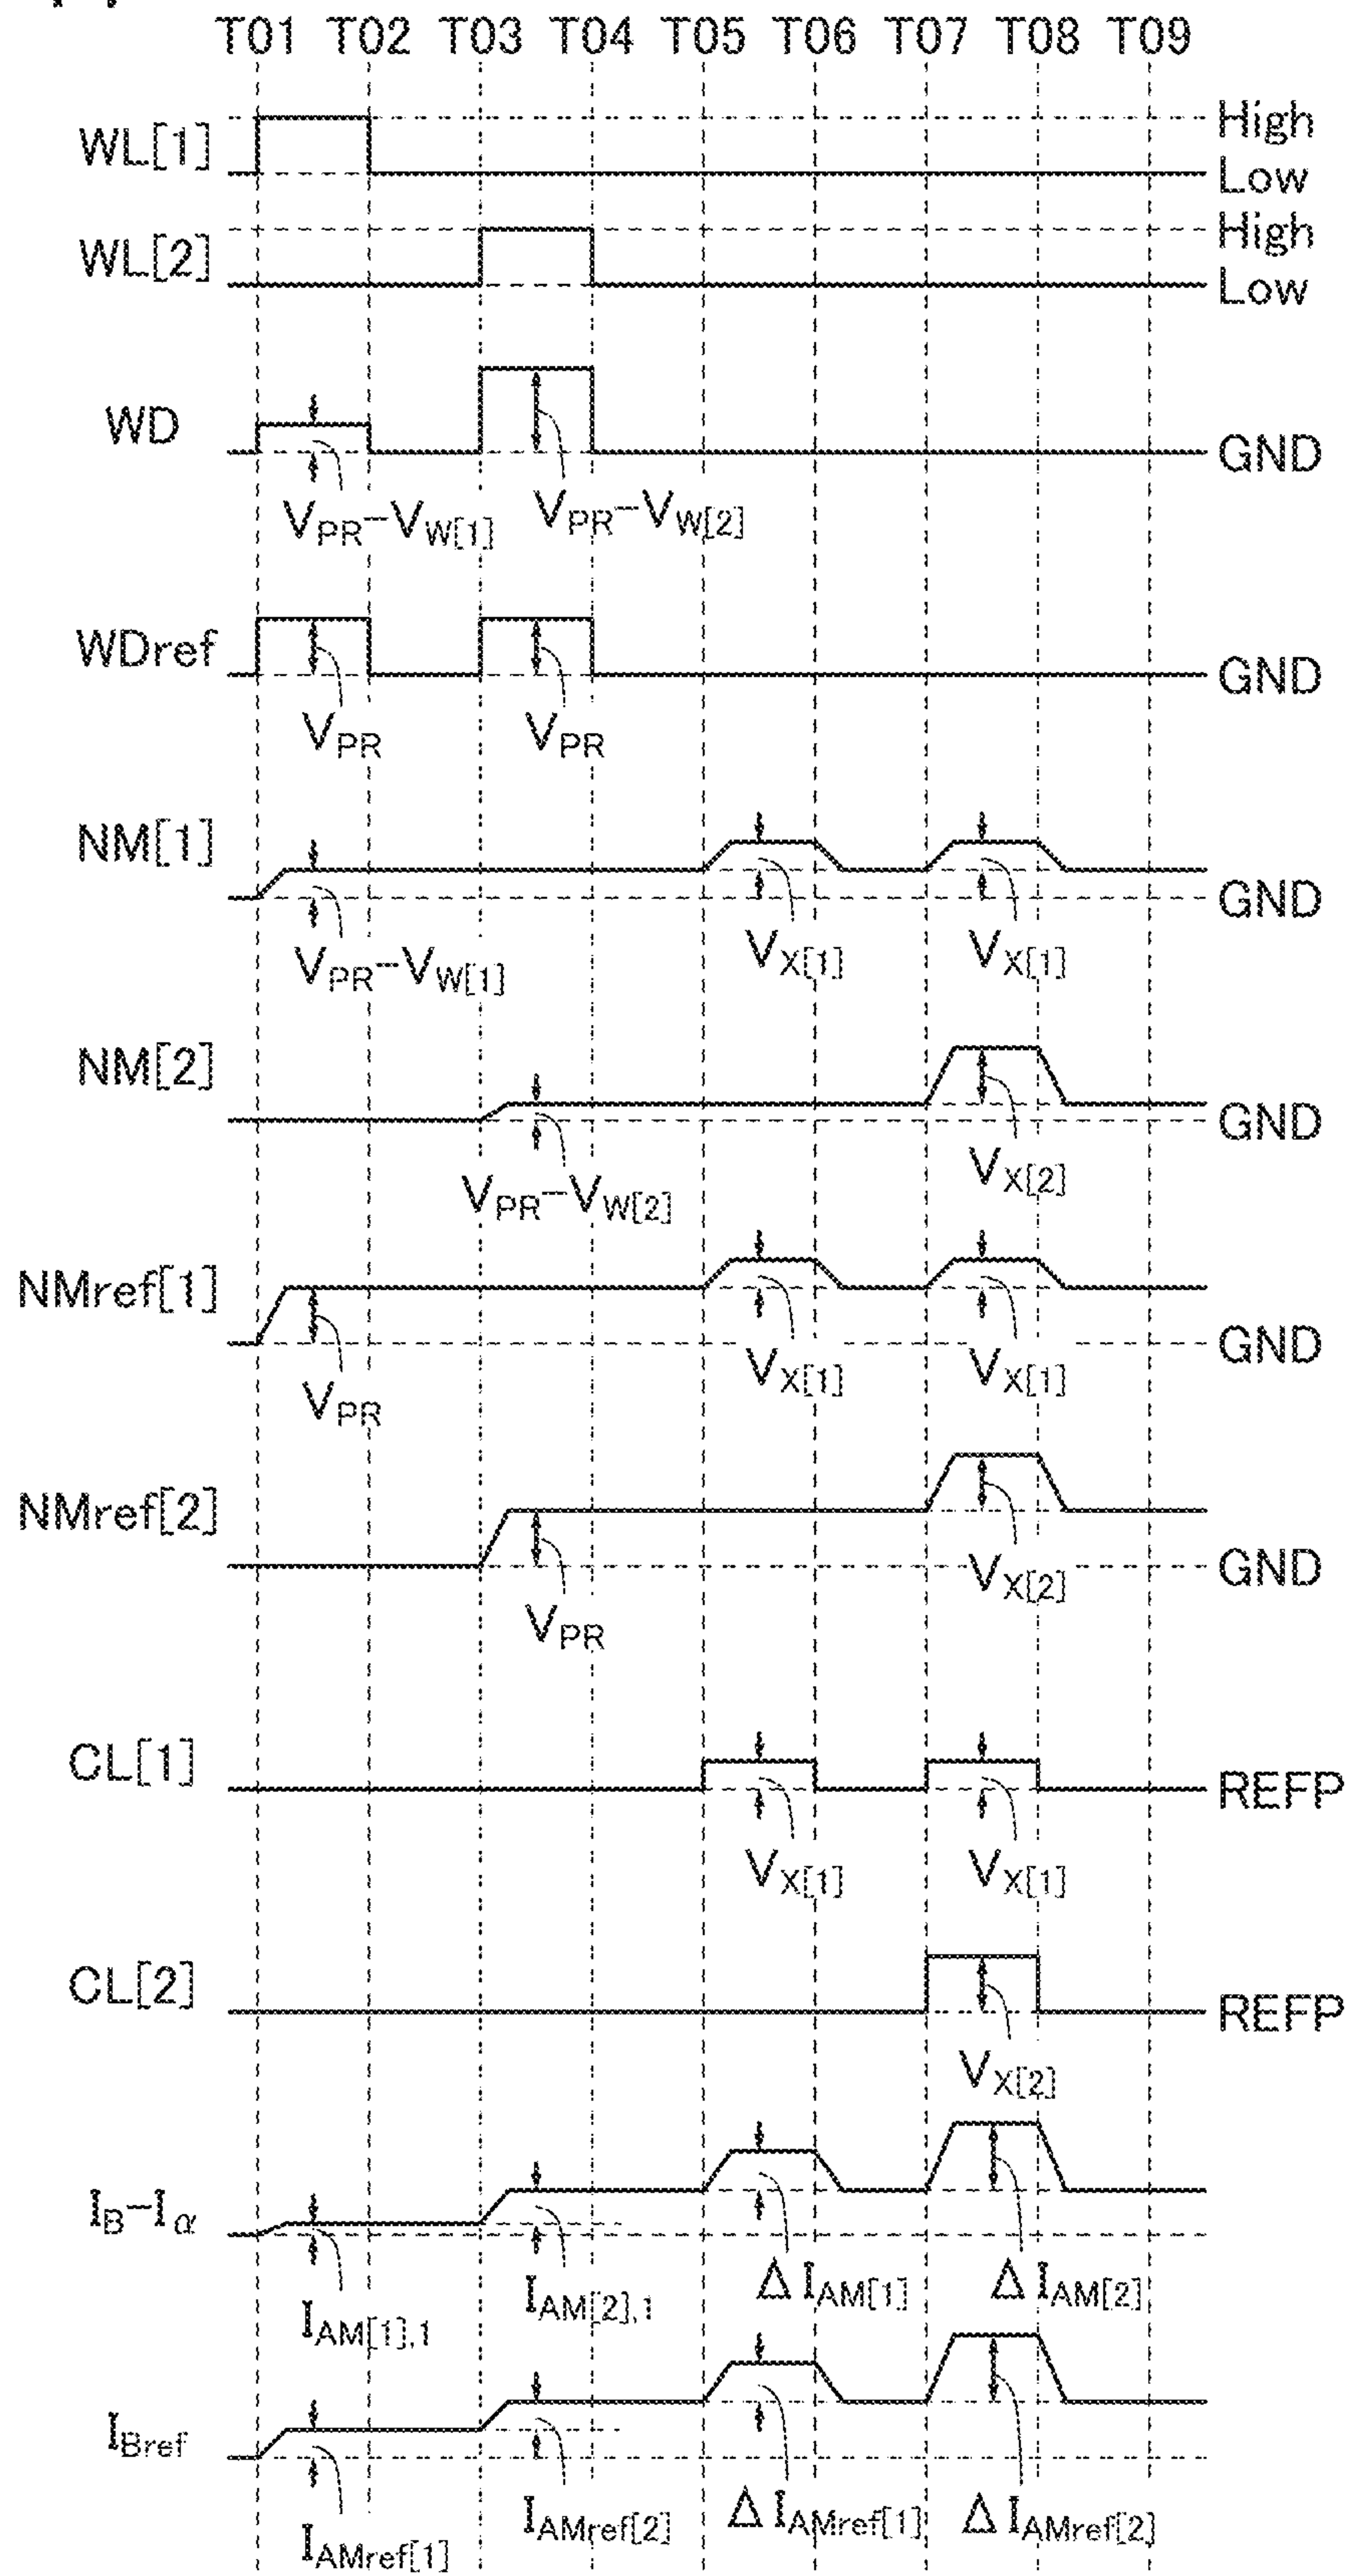 T01 T02 T03 T04 T05 T06 T07 T08 T09
WL[1] High
Low
WL[2] High
Low
WD GND
VPR−VW[1] VPR−VW[2]
WDref GND
VPR VPR
NM[1] GND
VPR−VW[1] VX[1] VX[1]
NM[2] GND
VPR−VW[2] VX[2]
NMref[1] GND
VPR VX[1] VX[1]
NMref[2] GND
VPR VX[2]
CL[1] REFP
VX[1] VX[1]
CL[2] REFP
VX[2]
IB−Iα
IAM[1],1 IAM[2],1 ΔIAM[1] ΔIAM[2]
IBref
IAMref[1] IAMref[2] ΔIAMref[1] ΔIAMref[2]